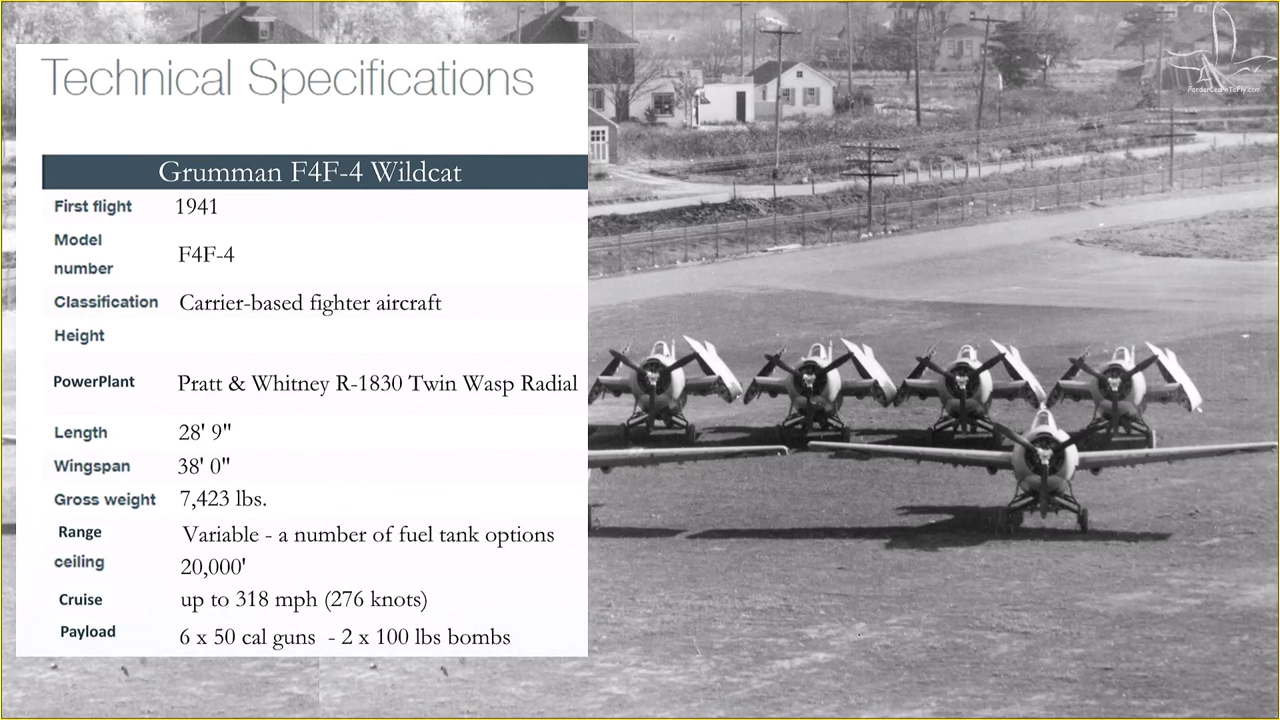 Technical Specifications
Grumman F4F-4 Wildcat
First flight 1941
Model number F4F-4
Classification Carrier-based fighter aircraft
Height
PowerPlant Pratt & Whitney R-1830 Twin Wasp Radial
Length 28' 9"
Wingspan 38' 0"
Gross weight 7,423 lbs.
Range Variable - a number of fuel tank options
ceiling 20,000'
Cruise up to 318 mph (276 knots)
Payload 6 x 50 cal guns - 2 x 100 lbs bombs